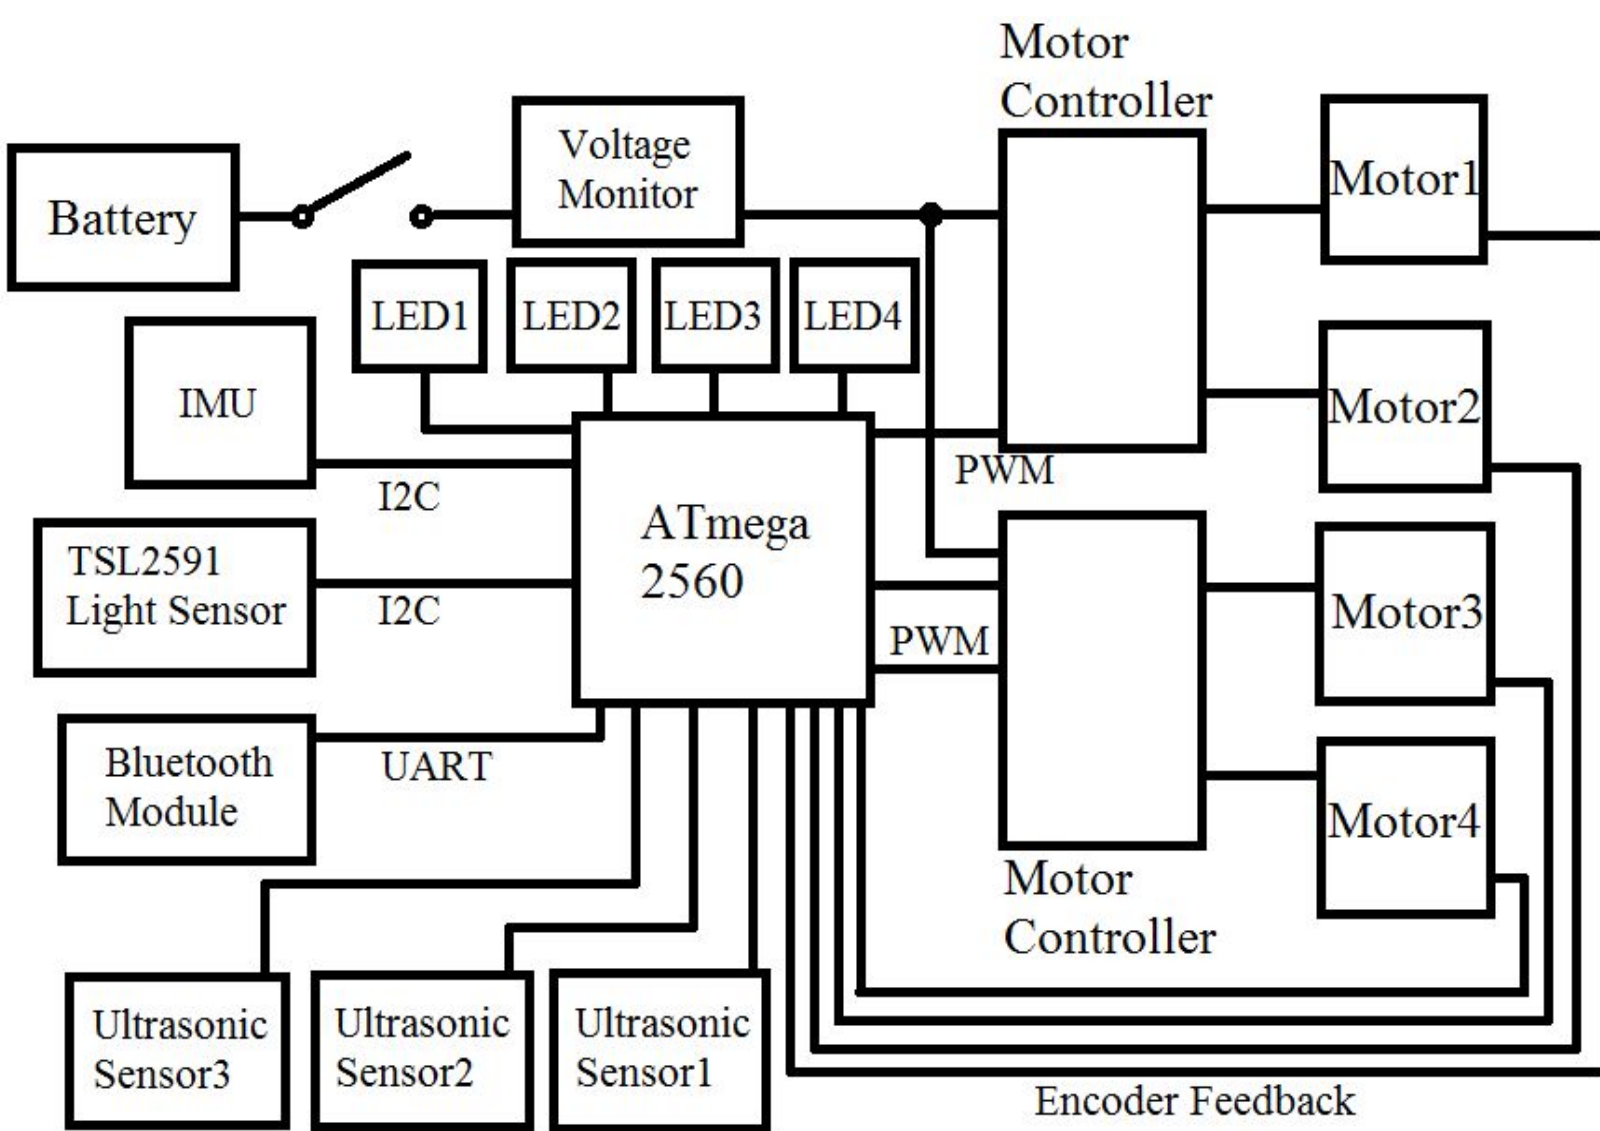 Motor
Controller
Voltage
Monitor
Motor1
Battery
LED1
LED2
LED3
LED4
IMU
Motor2
I2C
PWM
ATmega
2560
TSL2591
Light Sensor
I2C
PWM
Motor3
Bluetooth
Module
UART
Motor4
Motor
Controller
Ultrasonic
Sensor3
Ultrasonic
Sensor2
Ultrasonic
Sensor1
Encoder Feedback